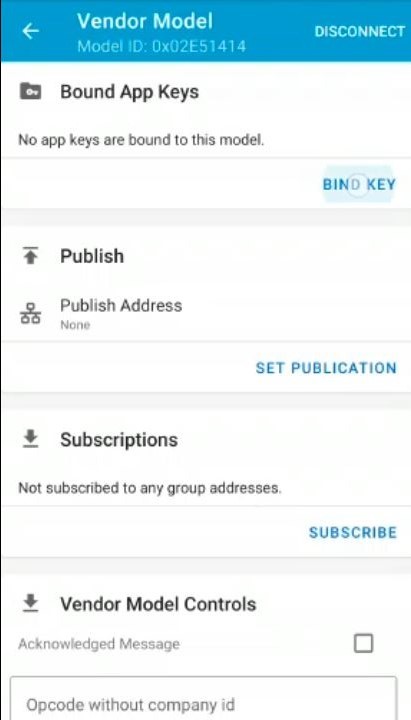 Vendor Model
Model ID: 0x02E51414
DISCONNECT
Bound App Keys
No app keys are bound to this model.
BIND KEY
Publish
Publish Address
None
SET PUBLICATION
Subscriptions
Not subscribed to any group addresses.
SUBSCRIBE
Vendor Model Controls
Acknowledged Message
Opcode without company id